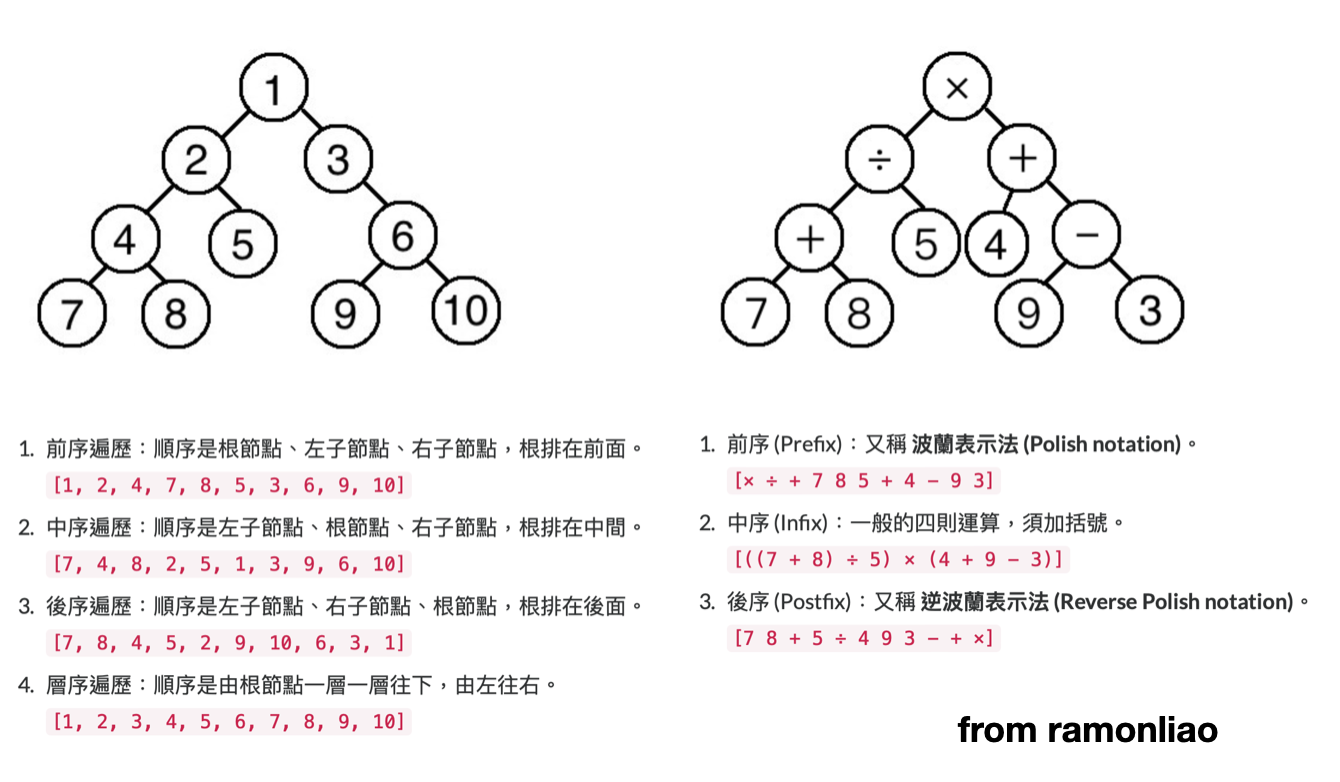 1
2
3
4
5
6
7
8
9
10
×
÷
+
+
5
4
−
7
8
9
3
1. 前序遍歷：順序是根節點、左子節點、右子節點，根排在前面。
[1, 2, 4, 7, 8, 5, 3, 6, 9, 10]
2. 中序遍歷：順序是左子節點、根節點、右子節點，根排在中間。
[7, 4, 8, 2, 5, 1, 3, 9, 6, 10]
3. 後序遍歷：順序是左子節點、右子節點、根節點，根排在後面。
[7, 8, 4, 5, 2, 9, 10, 6, 3, 1]
4. 層序遍歷：順序是由根節點一層一層往下，由左往右。
[1, 2, 3, 4, 5, 6, 7, 8, 9, 10]
1. 前序 (Prefix)：又稱 波蘭表示法 (Polish notation)。
[× ÷ + 7 8 5 + 4 − 9 3]
2. 中序 (Infix)：一般的四則運算，須加括號。
[((7 + 8) ÷ 5) × (4 + 9 − 3)]
3. 後序 (Postfix)：又稱 逆波蘭表示法 (Reverse Polish notation)。
[7 8 + 5 ÷ 4 9 3 − + ×]
from ramonliao